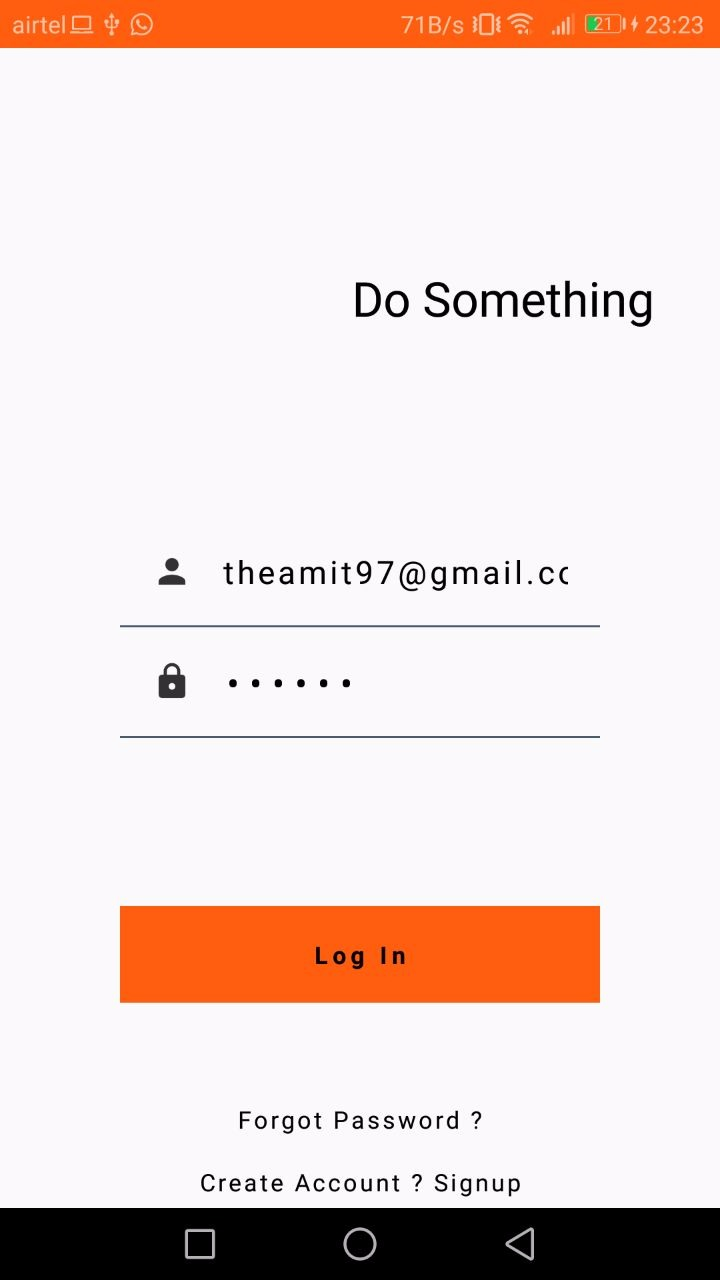 airtel 71B/s 21 23:23
Do Something
theamit97@gmail.cc
••••••
Log In
Forgot Password ?
Create Account ? Signup